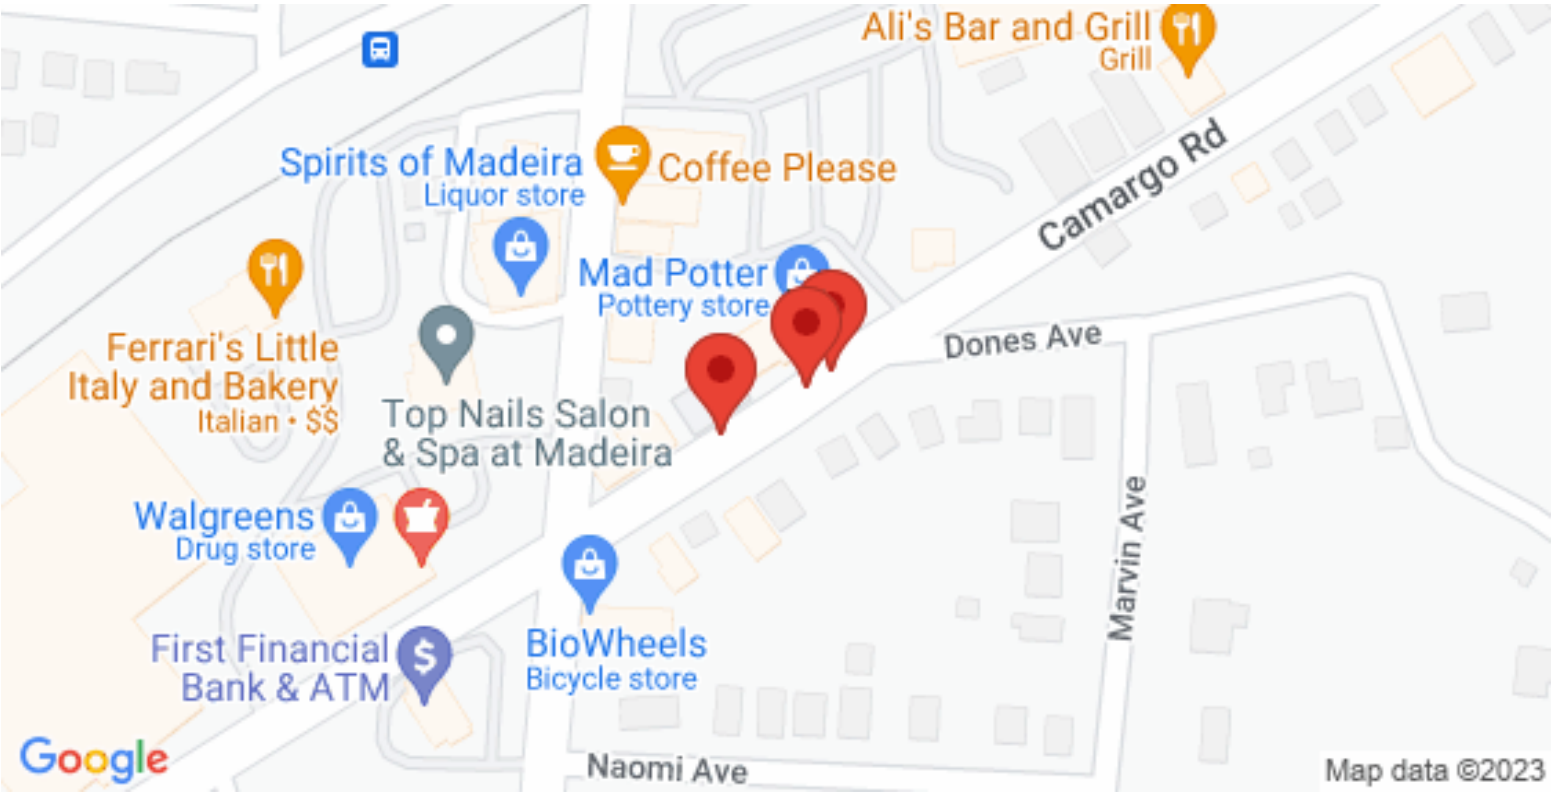 Ali's Bar and Grill
Grill
Camargo Rd
Spirits of Madeira
Liquor store
Coffee Please
Mad Potter
Pottery store
Dones Ave
Ferrari's Little
Italy and Bakery
Italian • $$
Top Nails Salon
& Spa at Madeira
Walgreens
Drug store
Marvin Ave
First Financial
Bank & ATM
$
BioWheels
Bicycle store
Google
Naomi Ave
Map data ©2023